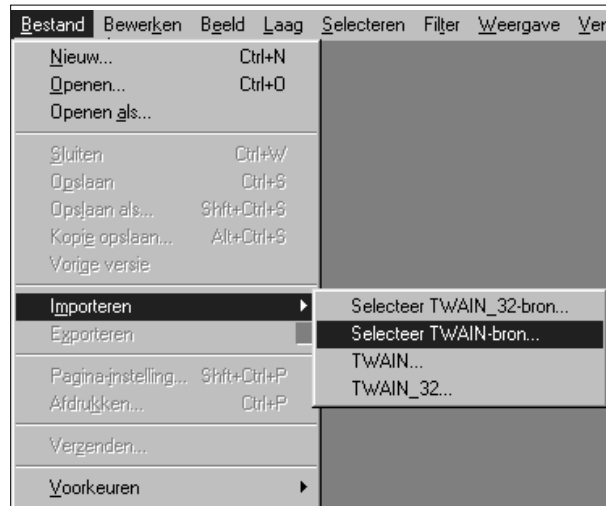 Bestand Bewerken Beeld Laag Selecteren Filter Weergave Ver
Nieuw... Ctrl+N
Openen... Ctrl+O
Openen als...
Sluiten Ctrl+W
Opslaan Ctrl+S
Opslaan als... Shft+Ctrl+S
Kopie opslaan... Alt+Ctrl+S
Vorige versie
Importeren
Exporteren
Selecteer TWAIN_32-bron...
Selecteer TWAIN-bron...
TWAIN...
TWAIN_32...
Pagina-instelling... Shft+Ctrl+P
Afdrukken... Ctrl+P
Verzenden...
Voorkeuren